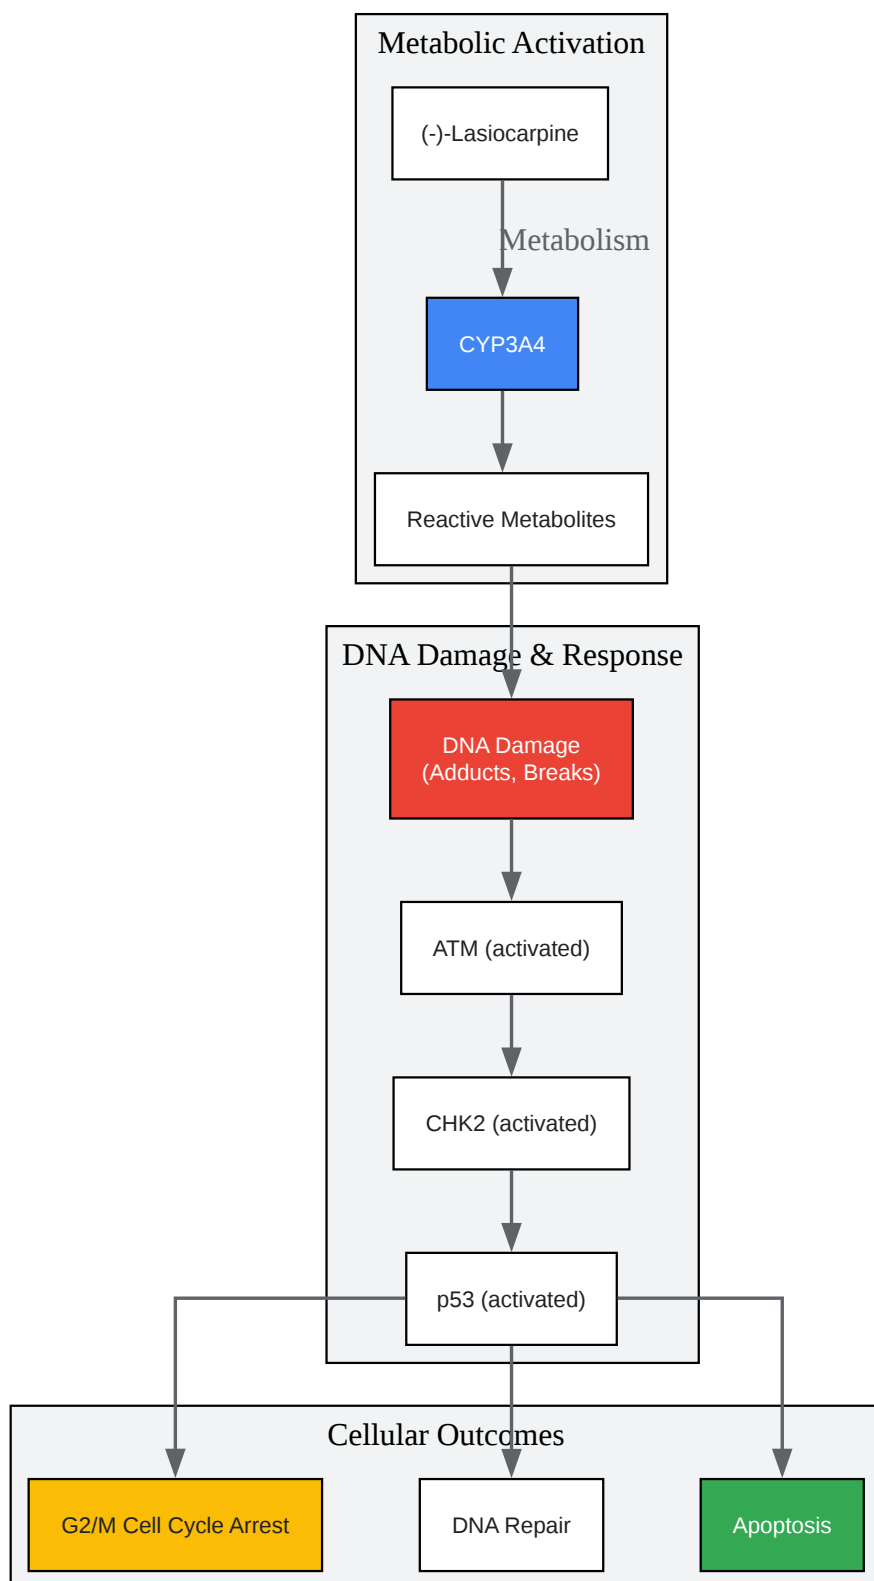 Metabolic Activation
(-)-Lasiocarpine
Metabolism
CYP3A4
Reactive Metabolites
DNA Damage & Response
DNA Damage
(Adducts, Breaks)
ATM (activated)
CHK2 (activated)
p53 (activated)
Cellular Outcomes
G2/M Cell Cycle Arrest
DNA Repair
Apoptosis